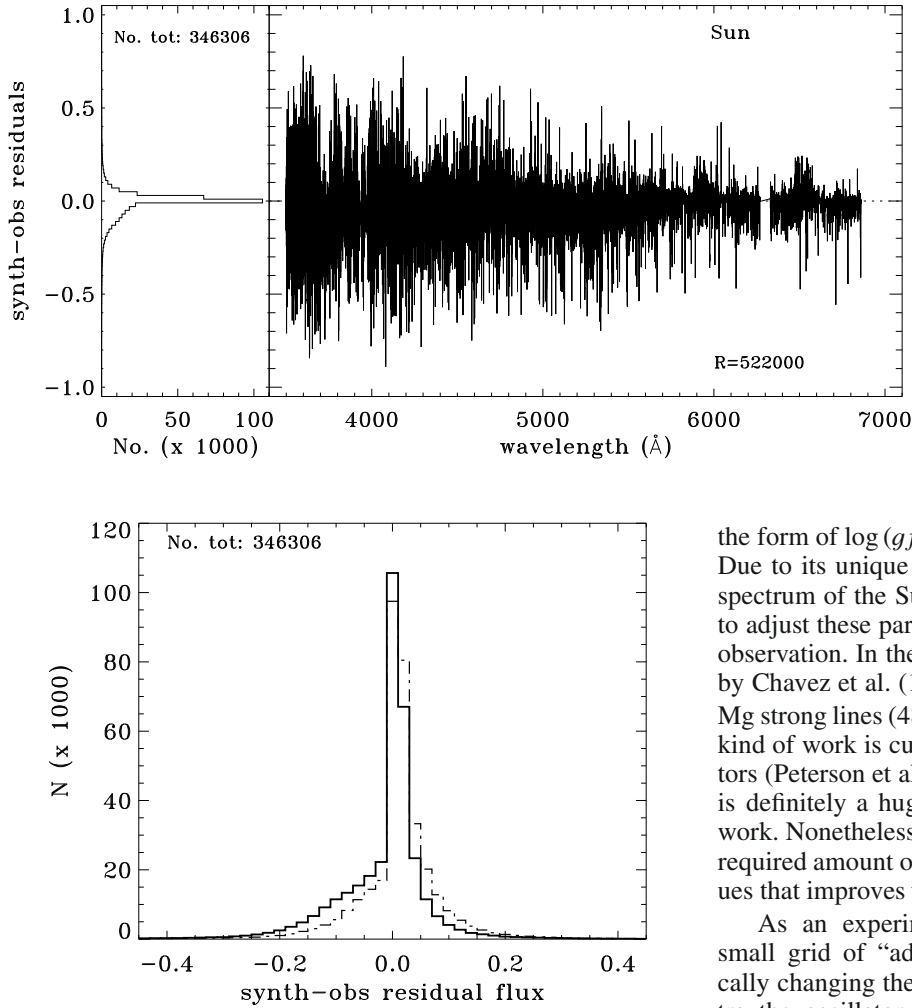 1.0
0.5
0.0
−0.5
−1.0
synth−obs residuals
No. tot: 346306
Sun
R=522000
0 50 100
No. (x 1000)
4000 5000 6000 7000
wavelength (Å)
120
100
80
60
40
20
0
N (x 1000)
No. tot: 346306
−0.4 −0.2 0.0 0.2 0.4
synth−obs residual flux
the form of log (gf
Due to its unique
spectrum of the Su
to adjust these par
observation. In the
by Chavez et al. (1
Mg strong lines (48
kind of work is cu
tors (Peterson et al
is definitely a hug
work. Nonetheless
required amount o
ues that improves
As an experim
small grid of “ad
cally changing the